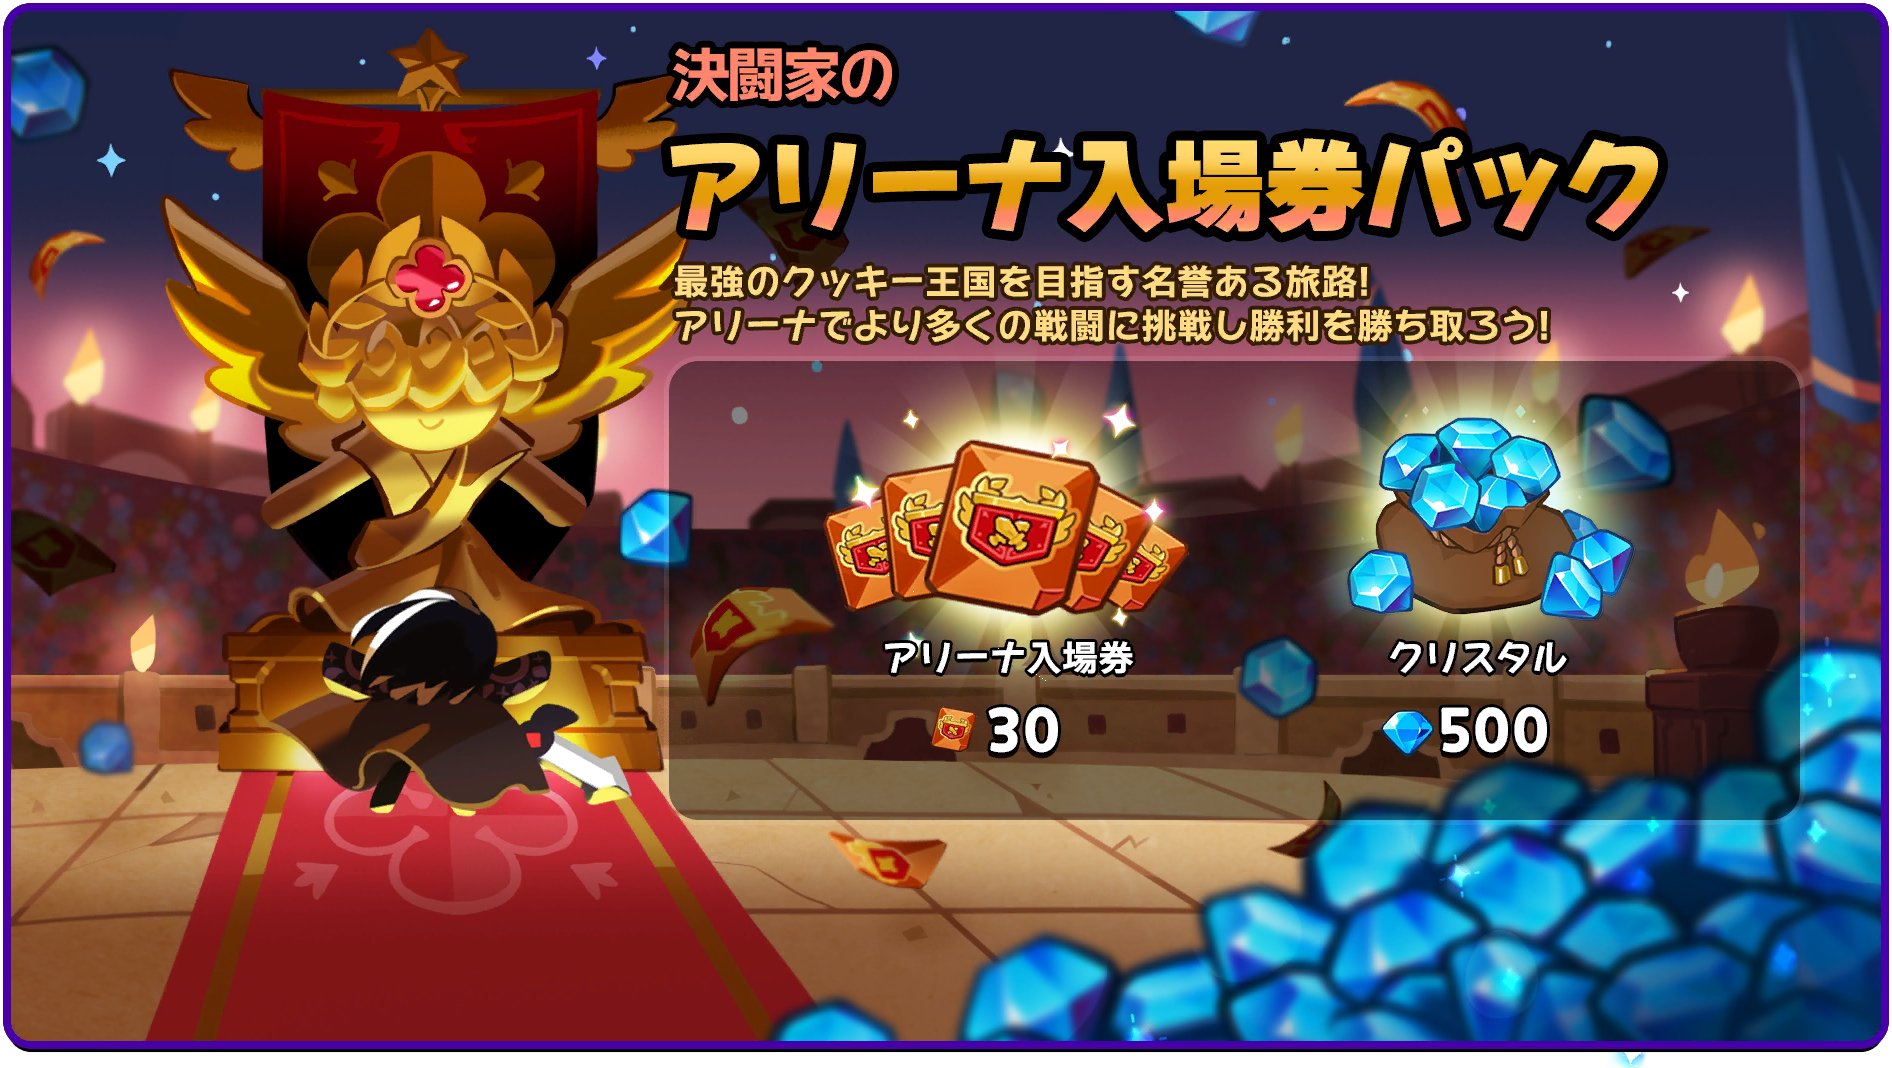 決闘家の
アリーナ入場券パック
最強のクッキー王国を目指す名誉ある旅路!
アリーナでより多くの戦闘に挑戦し勝利を勝ち取ろう!
アリーナ入場券
クリスタル
30
500